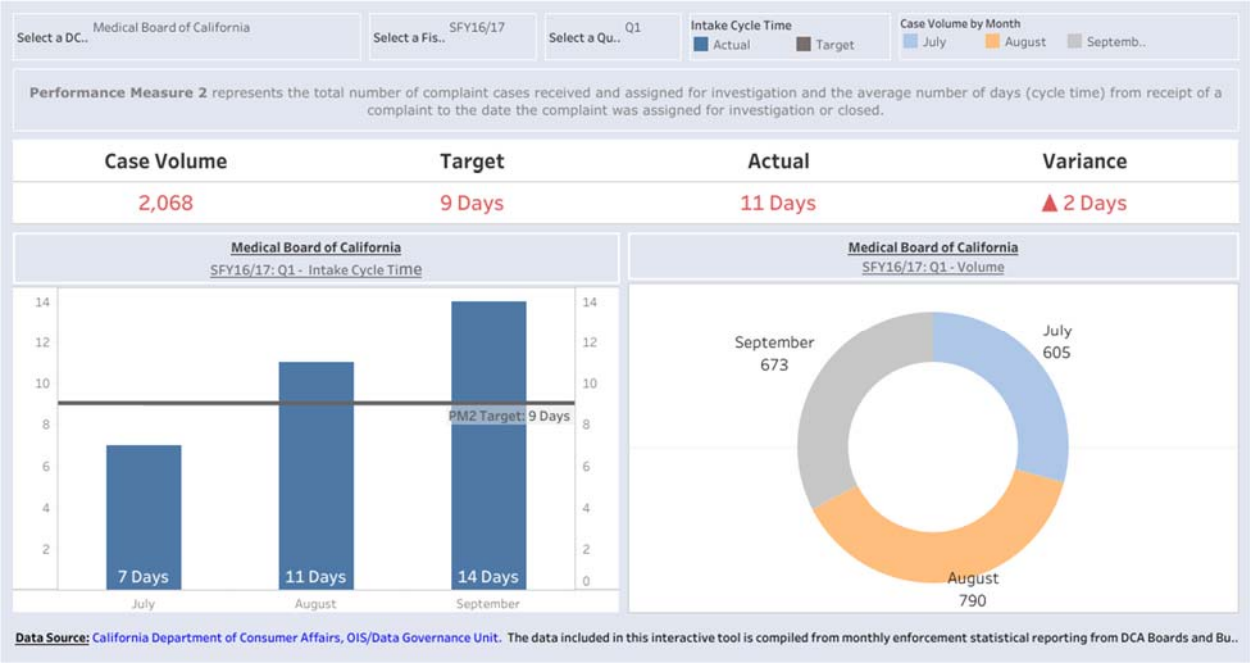 Select a DC..
Medical Board of California
Select a Fis..
SFY16/17
Select a Qu..
Q1
Intake Cycle Time
Actual
Target
Case Volume by Month
July
August
Septemb..
Performance Measure 2 represents the total number of complaint cases received and assigned for investigation and the average number of days (cycle time) from receipt of a
complaint to the date the complaint was assigned for investigation or closed.
Case Volume
Target
Actual
Variance
2,068
9 Days
11 Days
▲ 2 Days
Medical Board of California
SFY16/17: Q1 - Intake Cycle Time
14
12
10
8
6
4
2
14
12
10
8
6
4
2
0
PM2 Target: 9 Days
7 Days
11 Days
14 Days
July
August
September
Medical Board of California
SFY16/17: Q1 - Volume
September
673
July
605
August
790
Data Source: California Department of Consumer Affairs, OIS/Data Governance Unit. The data included in this interactive tool is compiled from monthly enforcement statistical reporting from DCA Boards and Bu..